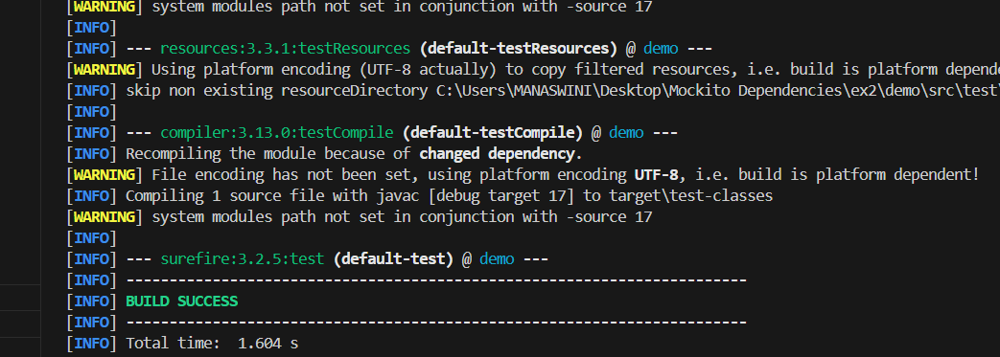 [WARNING] system modules path not set in conjunction with -source 17
[INFO]
[INFO] --- resources:3.3.1:testResources (default-testResources) @ demo ---
[WARNING] Using platform encoding (UTF-8 actually) to copy filtered resources, i.e. build is platform depende
[INFO] skip non existing resourceDirectory C:\Users\MANASWINI\Desktop\Mockito Dependencies\ex2\demo\src\test\
[INFO]
[INFO] --- compiler:3.13.0:testCompile (default-testCompile) @ demo ---
[INFO] Recompiling the module because of changed dependency.
[WARNING] File encoding has not been set, using platform encoding UTF-8, i.e. build is platform dependent!
[INFO] Compiling 1 source file with javac [debug target 17] to target\test-classes
[WARNING] system modules path not set in conjunction with -source 17
[INFO]
[INFO] --- surefire:3.2.5:test (default-test) @ demo ---
[INFO] ------------------------------------------------------------------------
[INFO] BUILD SUCCESS
[INFO] ------------------------------------------------------------------------
[INFO] Total time:  1.604 s